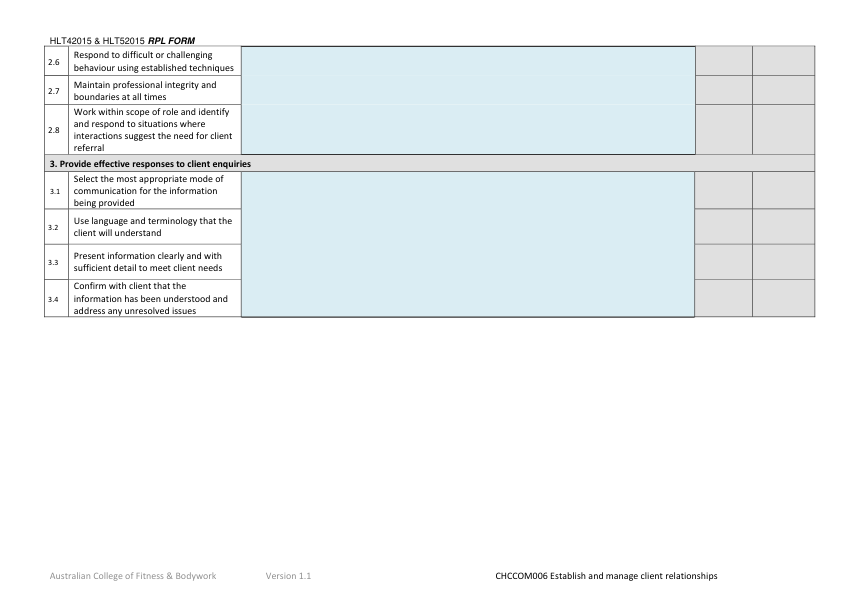 HLT42015 & HLT52015 RPL FORM
2.6 Respond to difficult or challenging
behaviour using established techniques
2.7 Maintain professional integrity and
boundaries at all times
2.8 Work within scope of role and identify
and respond to situations where
interactions suggest the need for client
referral
3. Provide effective responses to client enquiries
3.1 Select the most appropriate mode of
communication for the information
being provided
3.2 Use language and terminology that the
client will understand
3.3 Present information clearly and with
sufficient detail to meet client needs
3.4 Confirm with client that the
information has been understood and
address any unresolved issues
Australian College of Fitness & Bodywork Version 1.1 CHCCOM006 Establish and manage client relationships